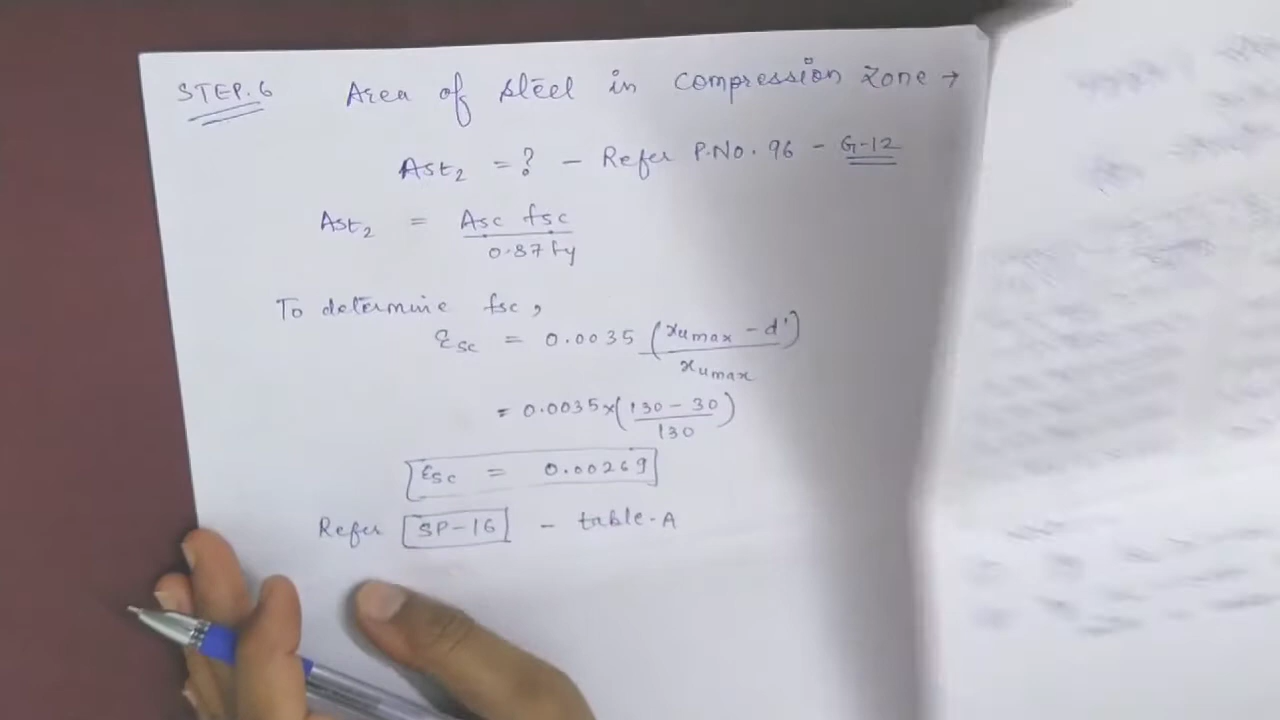 STEP.6 Area of steel in compression zone →
Ast₂ = ? – Refer P.No. 96 – G-12
Ast₂ = Asc fsc / 0.87 fy
To determine fsc,
εsc = 0.0035 (xumax – d') / xumax
= 0.0035 × (130 – 30 / 130)
εsc = 0.00269
Refer SP-16 – table.A